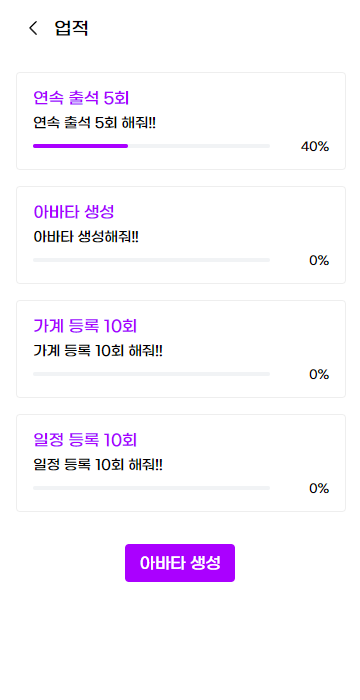 업적
연속 출석 5회
연속 출석 5회 해줘!!
40%
아바타 생성
아바타 생성해줘!!
0%
가계 등록 10회
가계 등록 10회 해줘!!
0%
일정 등록 10회
일정 등록 10회 해줘!!
0%
아바타 생성